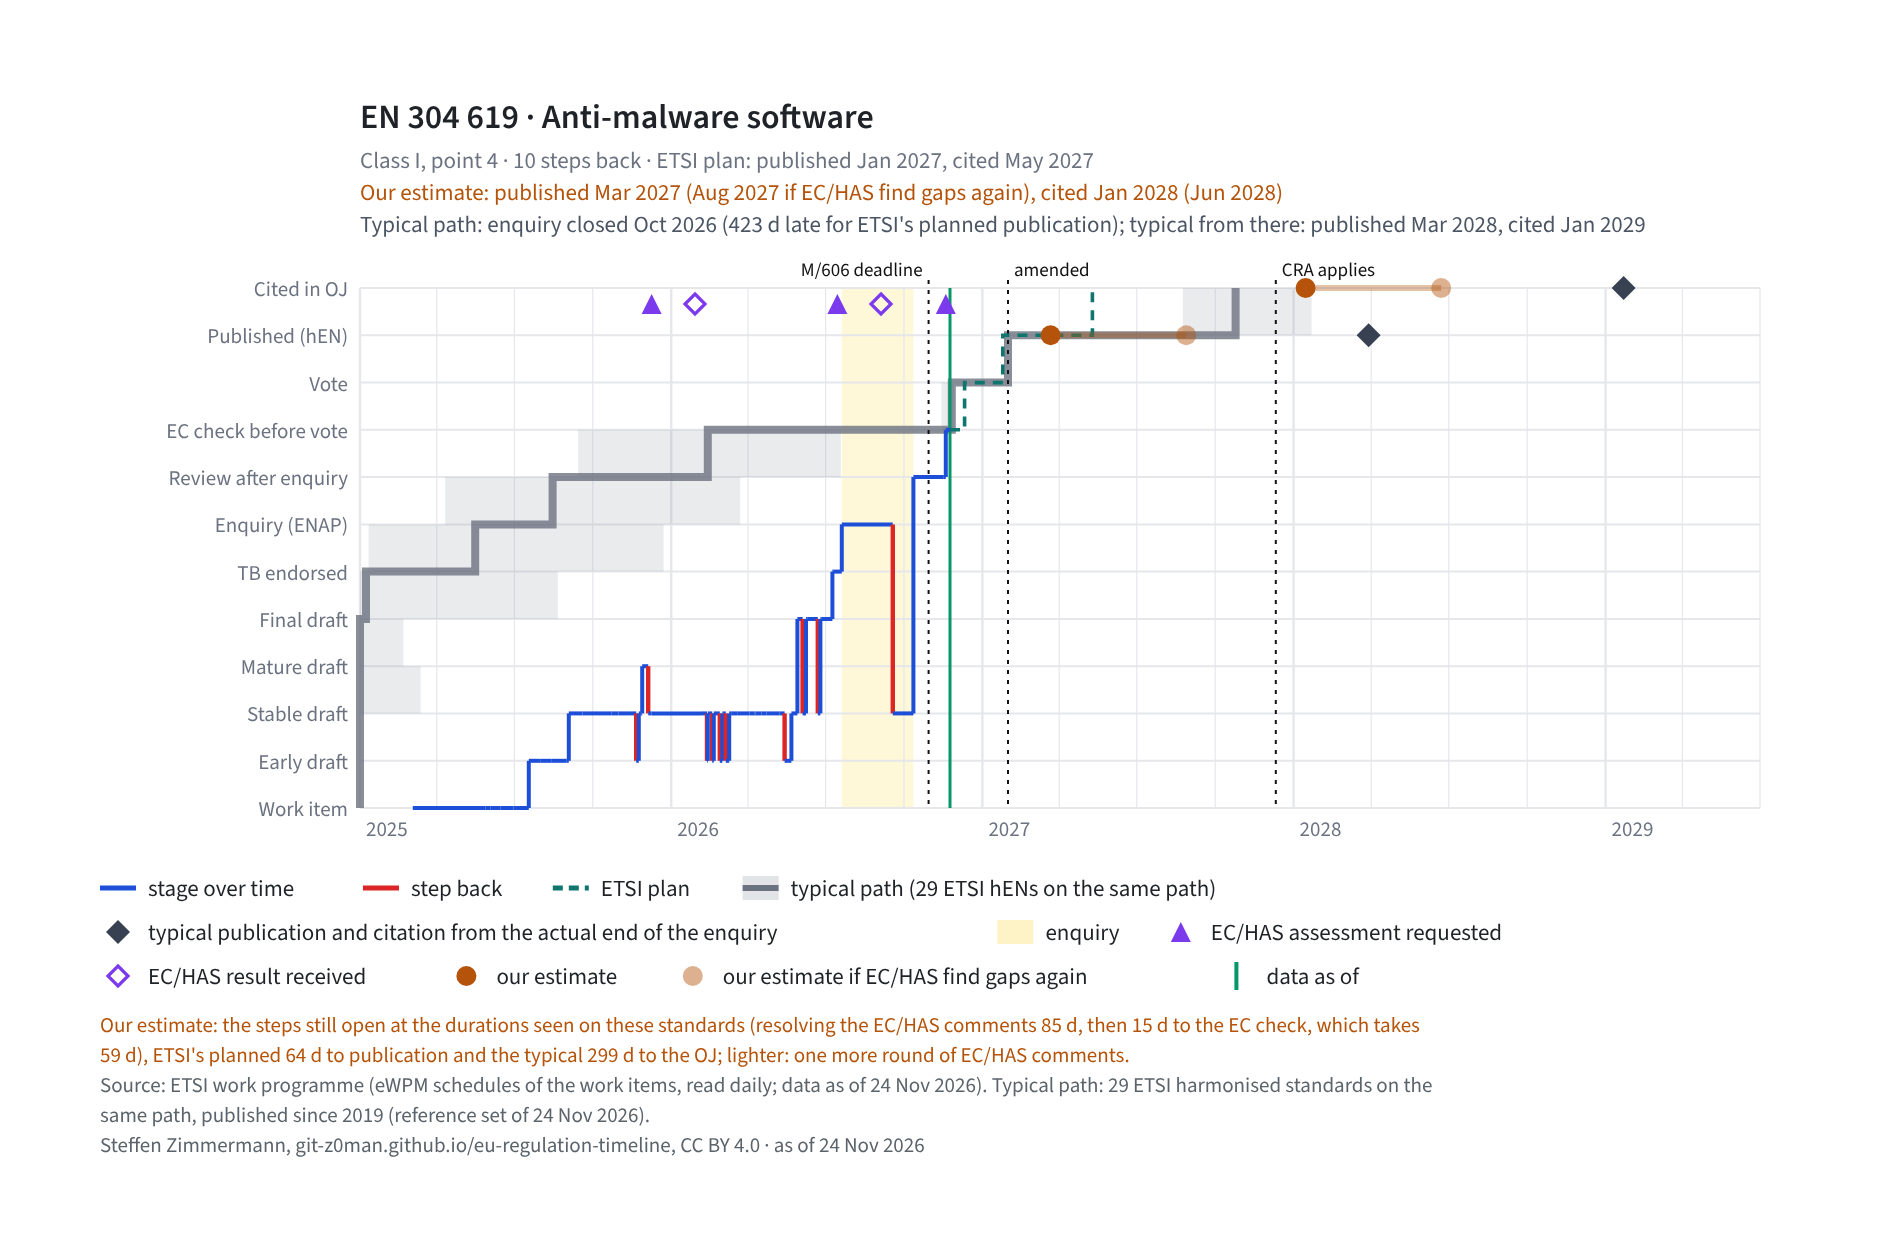 EN 304 619 · Anti-malware software
Class I, point 4 · 10 steps back · ETSI plan: published Jan 2027, cited May 2027
Our estimate: published Mar 2027 (Aug 2027 if EC/HAS find gaps again), cited Jan 2028 (Jun 2028)
Typical path: enquiry closed Oct 2026 (423 d late for ETSI's planned publication); typical from there: published Mar 2028, cited Jan 2029
M/606 deadline
amended
CRA applies
Cited in OJ
Published (hEN)
Vote
EC check before vote
Review after enquiry
Enquiry (ENAP)
TB endorsed
Final draft
Mature draft
Stable draft
Early draft
Work item
2025
2026
2027
2028
2029
stage over time
step back
ETSI plan
typical path (29 ETSI hENs on the same path)
typical publication and citation from the actual end of the enquiry
enquiry
EC/HAS assessment requested
EC/HAS result received
our estimate
our estimate if EC/HAS find gaps again
data as of
Our estimate: the steps still open at the durations seen on these standards (resolving the EC/HAS comments 85 d, then 15 d to the EC check, which takes
59 d), ETSI's planned 64 d to publication and the typical 299 d to the OJ; lighter: one more round of EC/HAS comments.
Source: ETSI work programme (eWPM schedules of the work items, read daily; data as of 24 Nov 2026). Typical path: 29 ETSI harmonised standards on the
same path, published since 2019 (reference set of 24 Nov 2026).
Steffen Zimmermann, git-z0man.github.io/eu-regulation-timeline, CC BY 4.0 · as of 24 Nov 2026